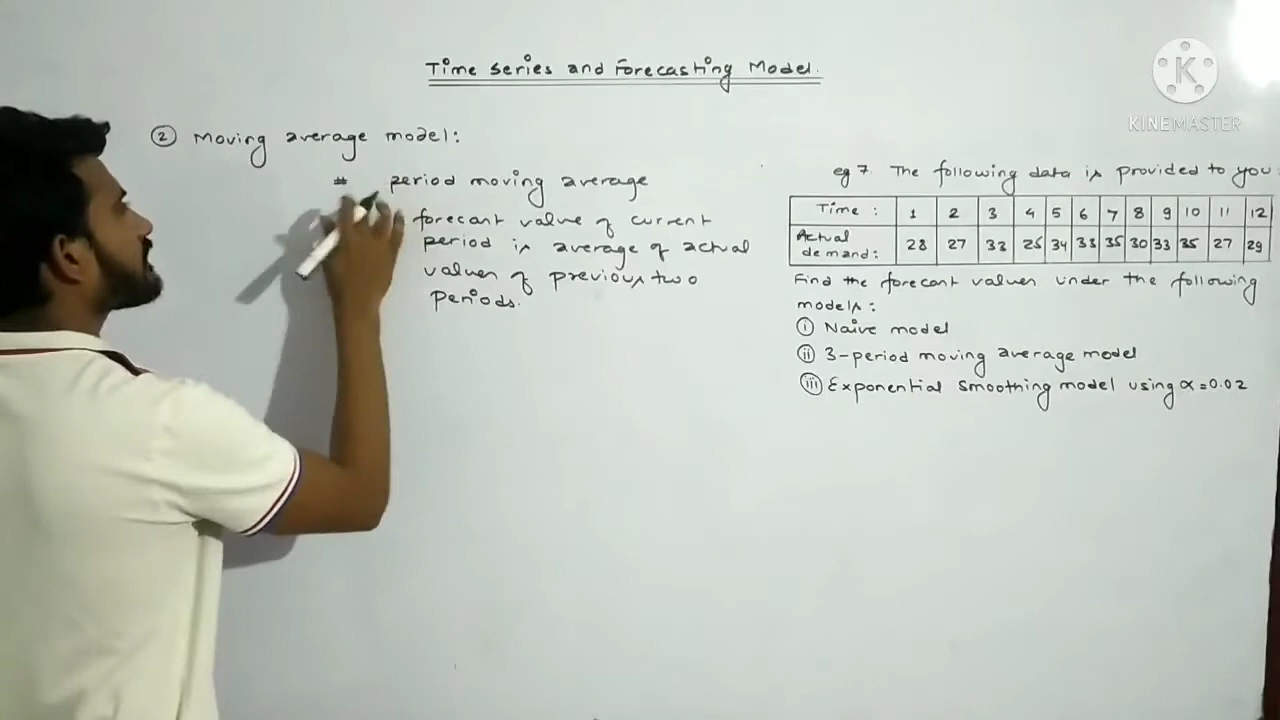 Time series and Forecasting Model.
② Moving average model:
# period moving average
forecast value of current
period is average of actual
values of previous two
periods.
eg 7. The following data is provided to you:
Time : 1 2 3 4 5 6 7 8 9 10 11 12
Actual demand: 28 27 33 25 34 33 35 30 33 35 27 29
Find the forecast values under the following
models:
ⓘ Naive model
ⓘⓘ 3-period moving average model
ⓘⓘⓘ Exponential smoothing model using α = 0.02
K
KINEMASTER